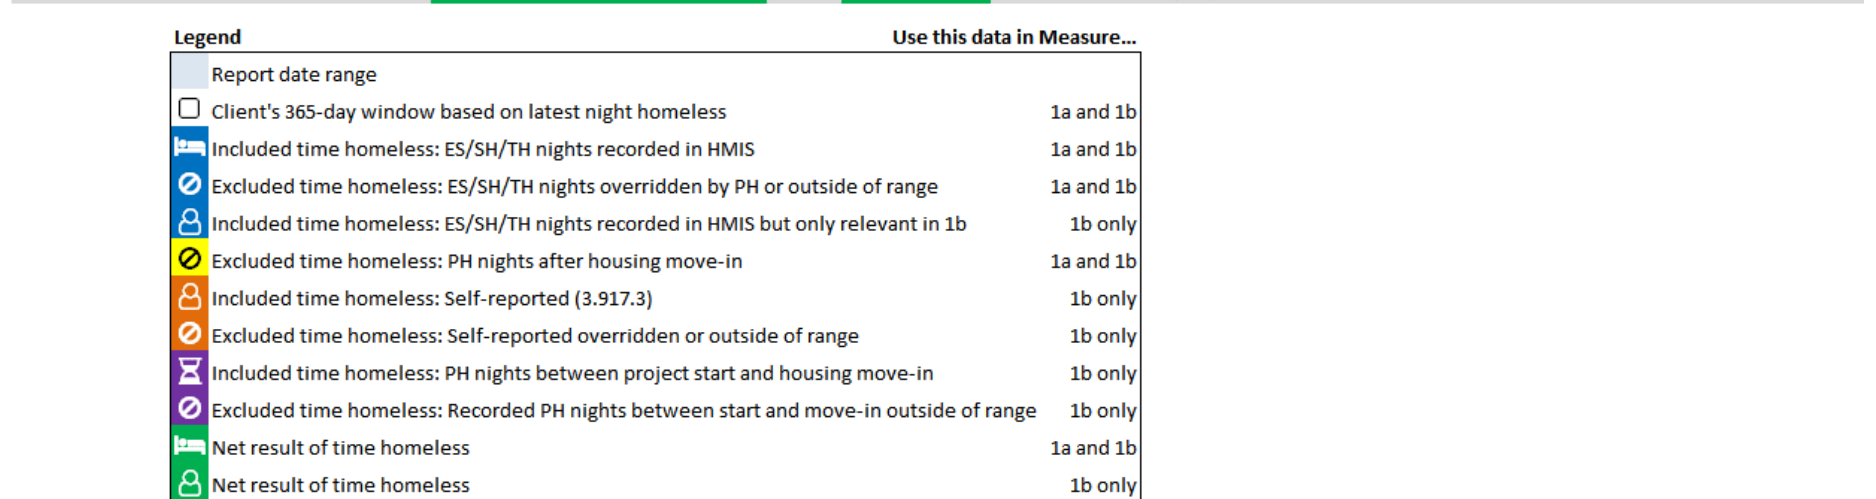 Legend Use this data in Measure...
Report date range
Client's 365-day window based on latest night homeless 1a and 1b
Included time homeless: ES/SH/TH nights recorded in HMIS 1a and 1b
Excluded time homeless: ES/SH/TH nights overridden by PH or outside of range 1a and 1b
Included time homeless: ES/SH/TH nights recorded in HMIS but only relevant in 1b 1b only
Excluded time homeless: PH nights after housing move-in 1a and 1b
Included time homeless: Self-reported (3.917.3) 1b only
Excluded time homeless: Self-reported overridden or outside of range 1b only
Included time homeless: PH nights between project start and housing move-in 1b only
Excluded time homeless: Recorded PH nights between start and move-in outside of range 1b only
Net result of time homeless 1a and 1b
Net result of time homeless 1b only